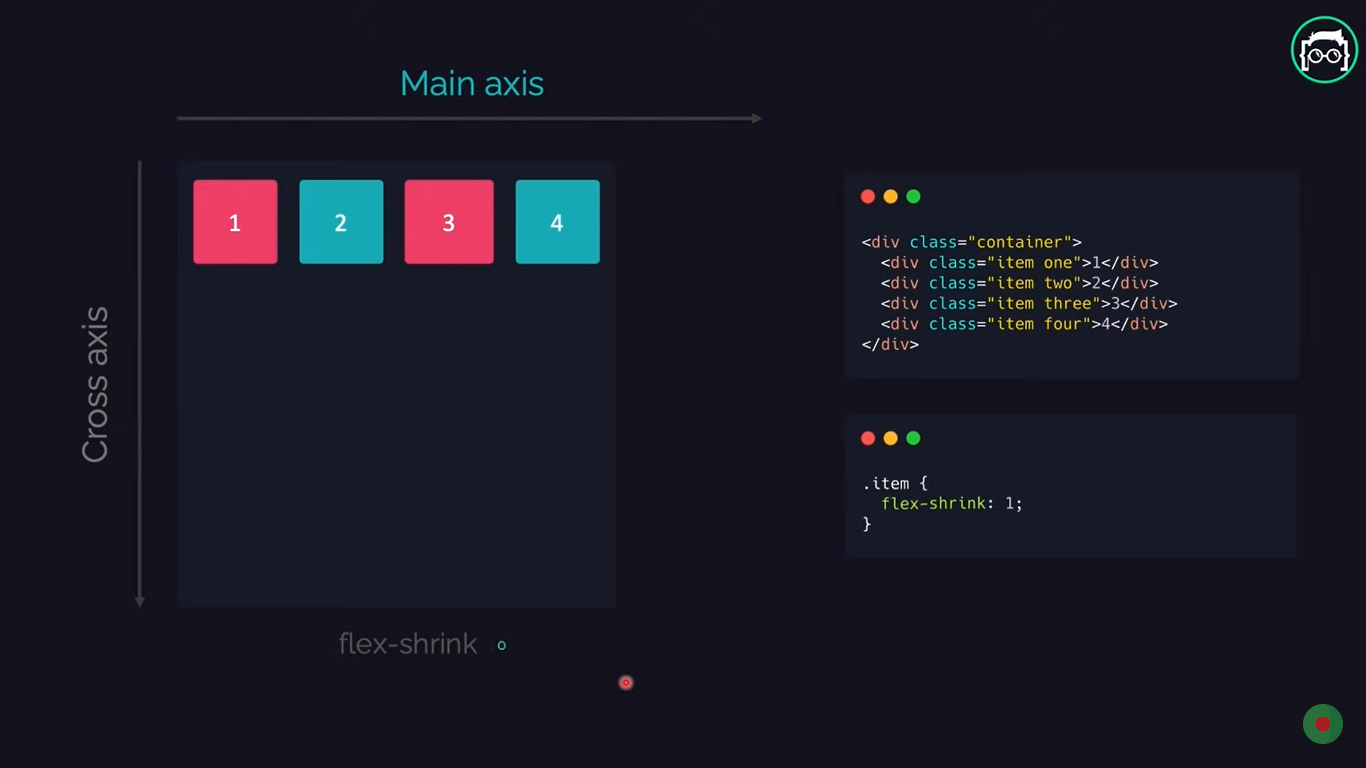 Main axis
Cross axis
1
2
3
4
flex-shrink
<div class="container">
<div class="item one">1</div>
<div class="item two">2</div>
<div class="item three">3</div>
<div class="item four">4</div>
</div>
.item {
flex-shrink: 1;
}